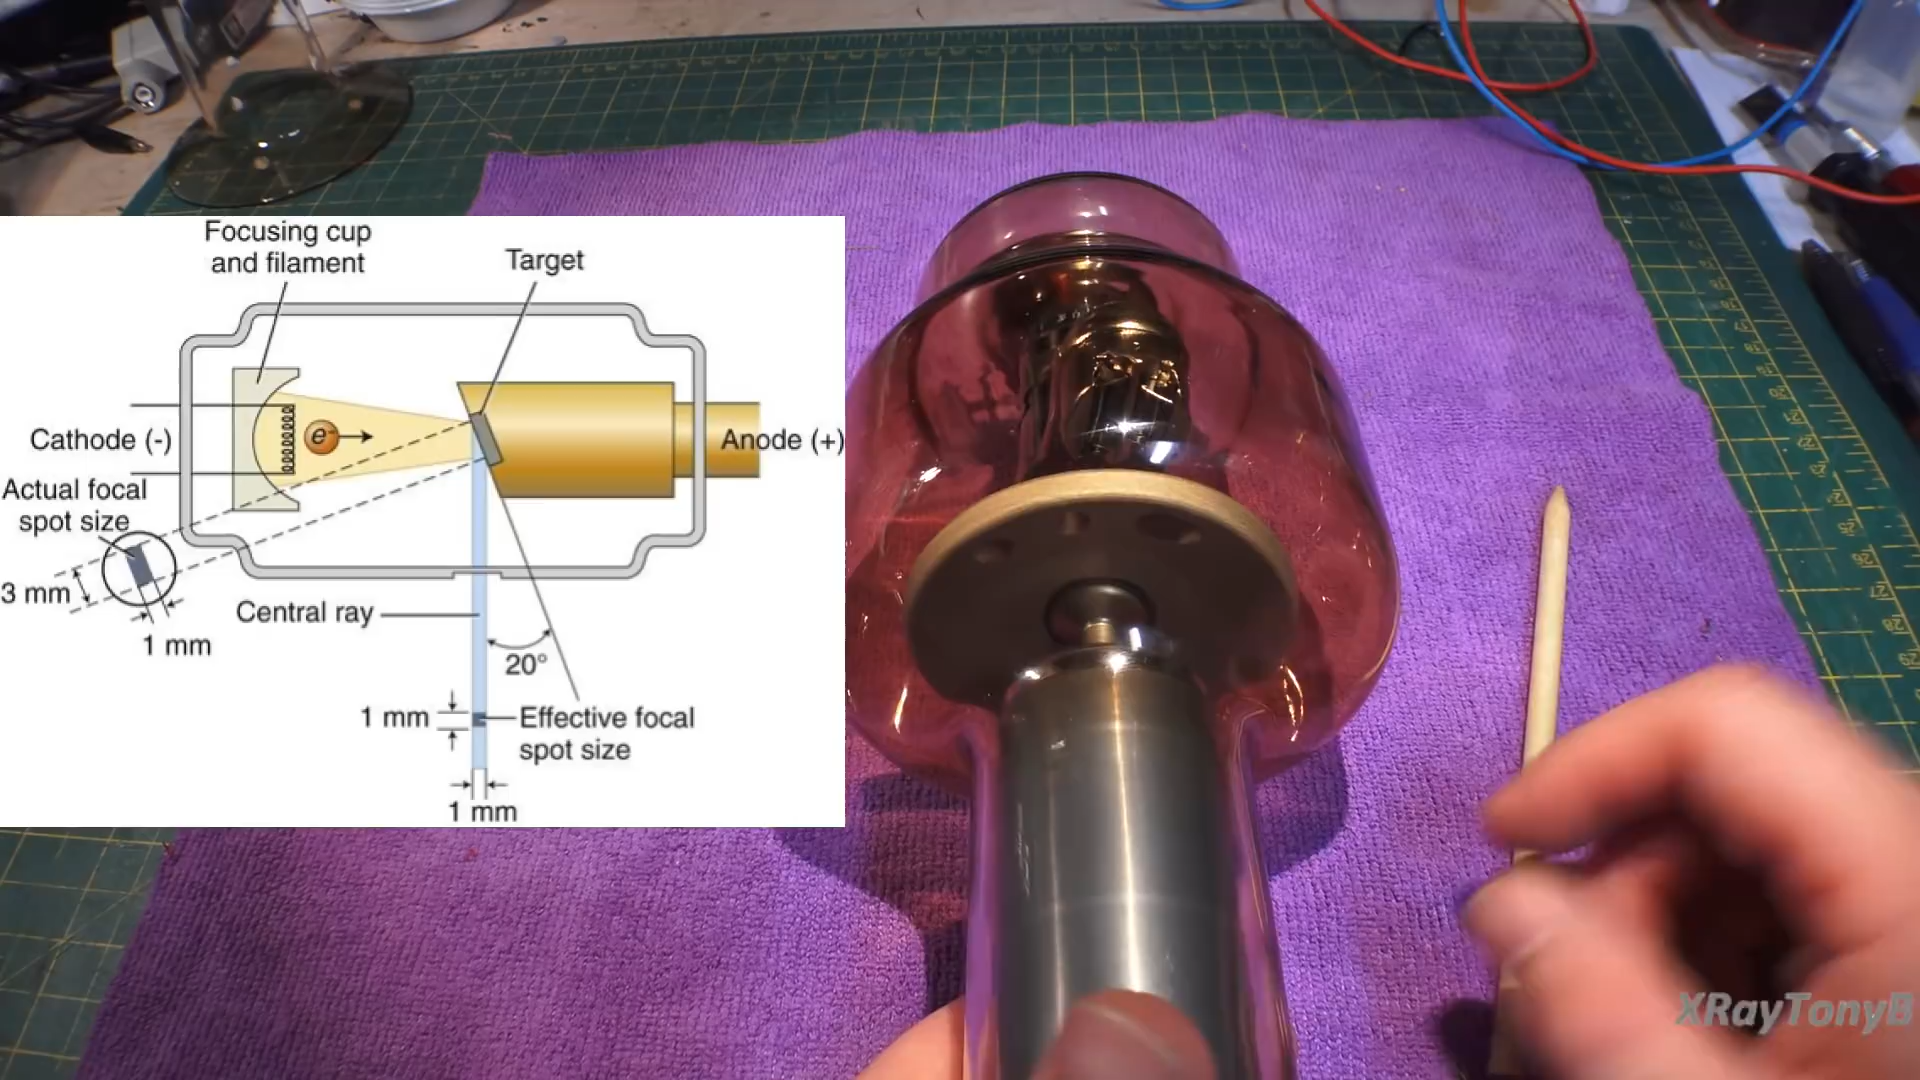 Focusing cup
and filament
Target
Cathode (-)
e-
Anode (+)
Actual focal
spot size
3 mm
1 mm
Central ray
20°
1 mm
Effective focal
spot size
1 mm
XRayTonyB